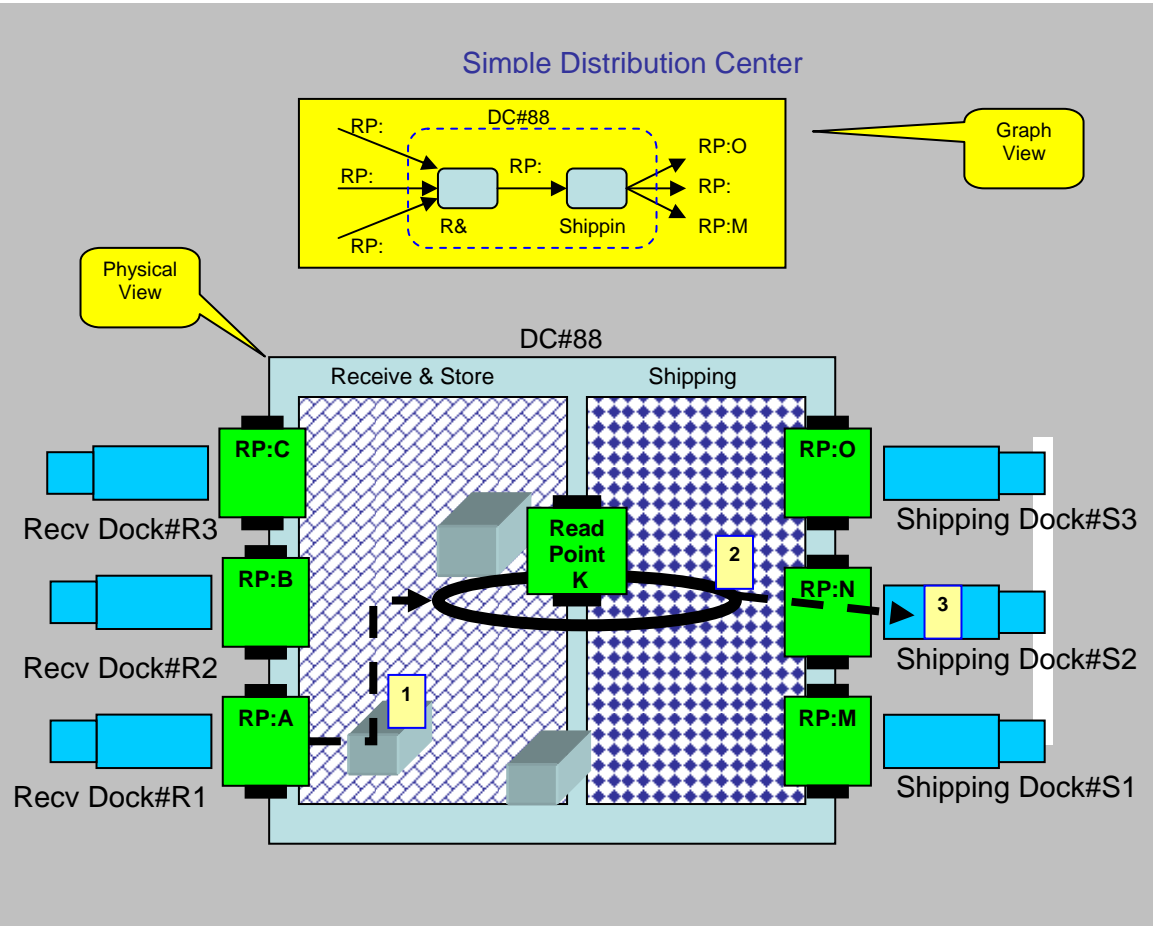 Simple Distribution Center
DC#88
RP:
RP:
RP:
RP:
RP:O
RP:
RP:M
R&
Shippin
Graph
View
Physical
View
DC#88
Receive & Store
Shipping
RP:C
RP:O
Recv Dock#R3
Shipping Dock#S3
Read
Point
K
2
RP:B
RP:N
3
Recv Dock#R2
Shipping Dock#S2
1
RP:A
RP:M
Recv Dock#R1
Shipping Dock#S1